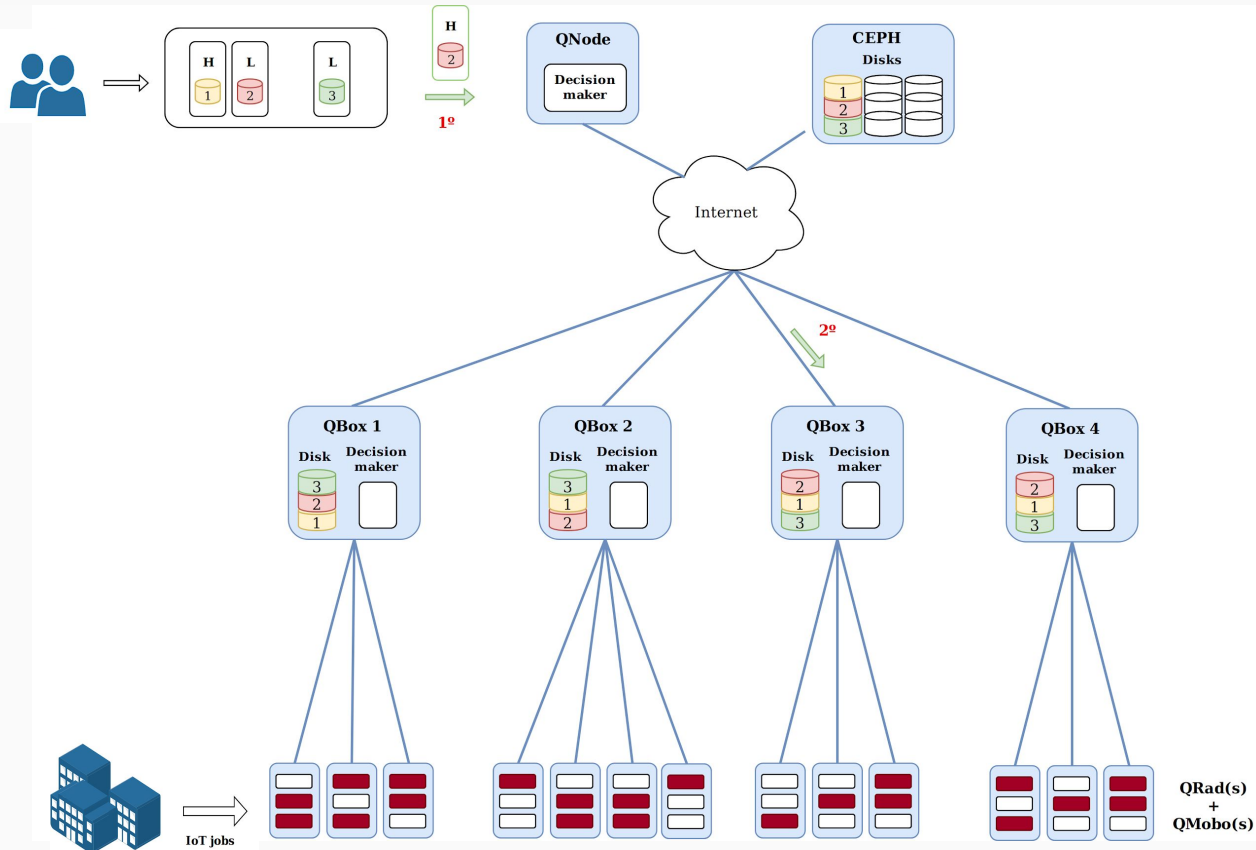 H
L
L
1
2
3
H
2
1º
QNode
Decision
maker
CEPH
Disks
1
2
3
Internet
2º
QBox 1
Disk
Decision
maker
3
2
1
QBox 2
Disk
Decision
maker
3
1
2
QBox 3
Disk
Decision
maker
2
1
3
QBox 4
Disk
Decision
maker
2
1
3
IoT jobs
QRad(s)
+
QMobo(s)